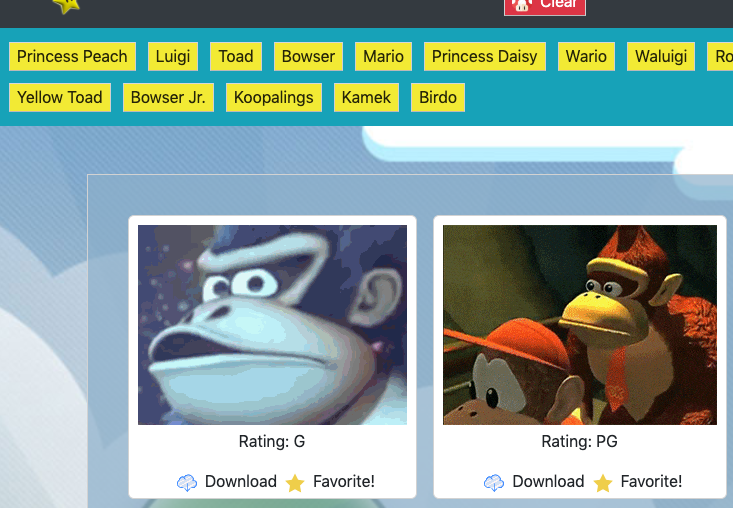 Clear
Princess Peach Luigi Toad Bowser Mario Princess Daisy Wario Waluigi Ro
Yellow Toad Bowser Jr. Koopalings Kamek Birdo
Rating: G Rating: PG
Download Favorite! Download Favorite!